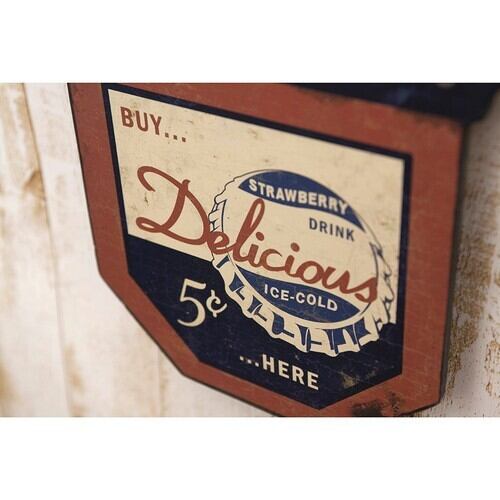 BUY...
STRAWBERRY
DRINK
Delicious
ICE-COLD
5¢
...HERE